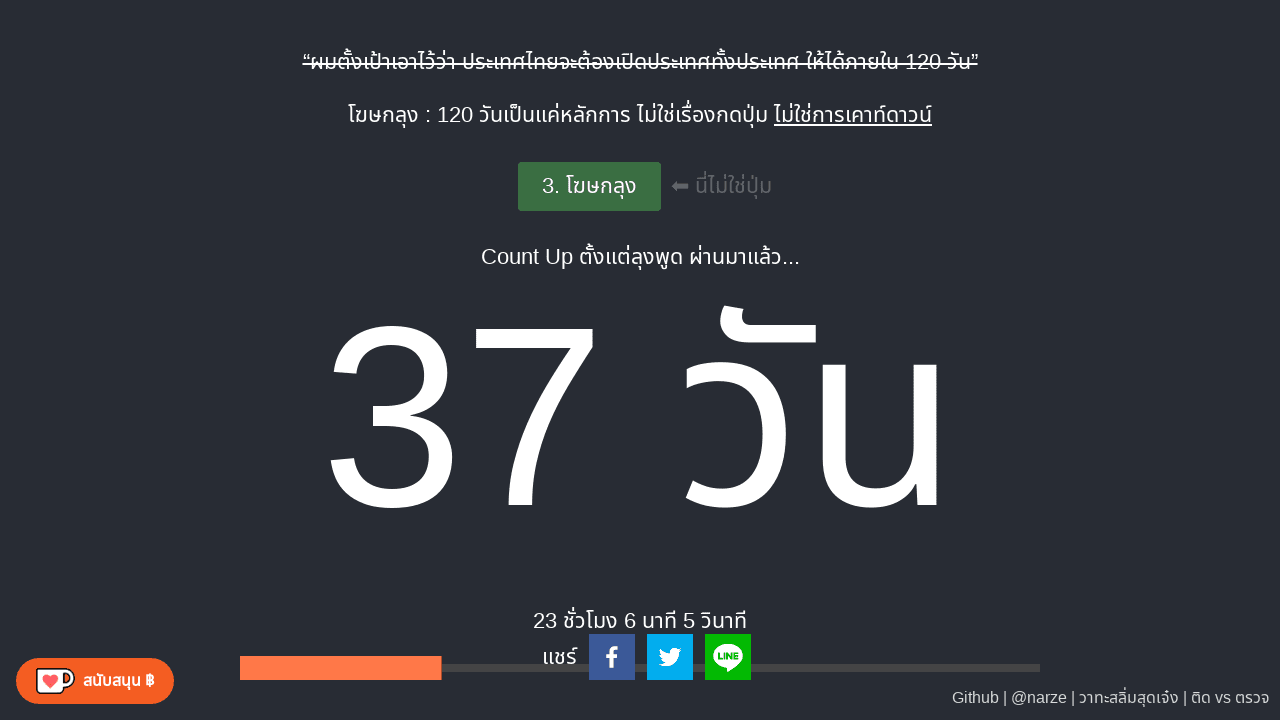 “ผมตั้งเป้าเอาไว้ว่า ประเทศไทยจะต้องเปิดประเทศทั้งประเทศ ให้ได้ภายใน 120 วัน”
โฆษกลุง : 120 วันเป็นแค่หลักการ ไม่ใช่เรื่องกดปุ่ม ไม่ใช่การเคาท์ดาวน์
3. โฆษกลุง ⬅ นี่ไม่ใช่ปุ่ม
Count Up ตั้งแต่ลุงพูด ผ่านมาแล้ว...
37 วัน
23 ชั่วโมง 6 นาที 5 วินาที
แชร์ LINE
สนับสนุน ฿
Github | @narze | วาทะสลิ่มสุดเจ๋ง | ติด vs ตรวจ